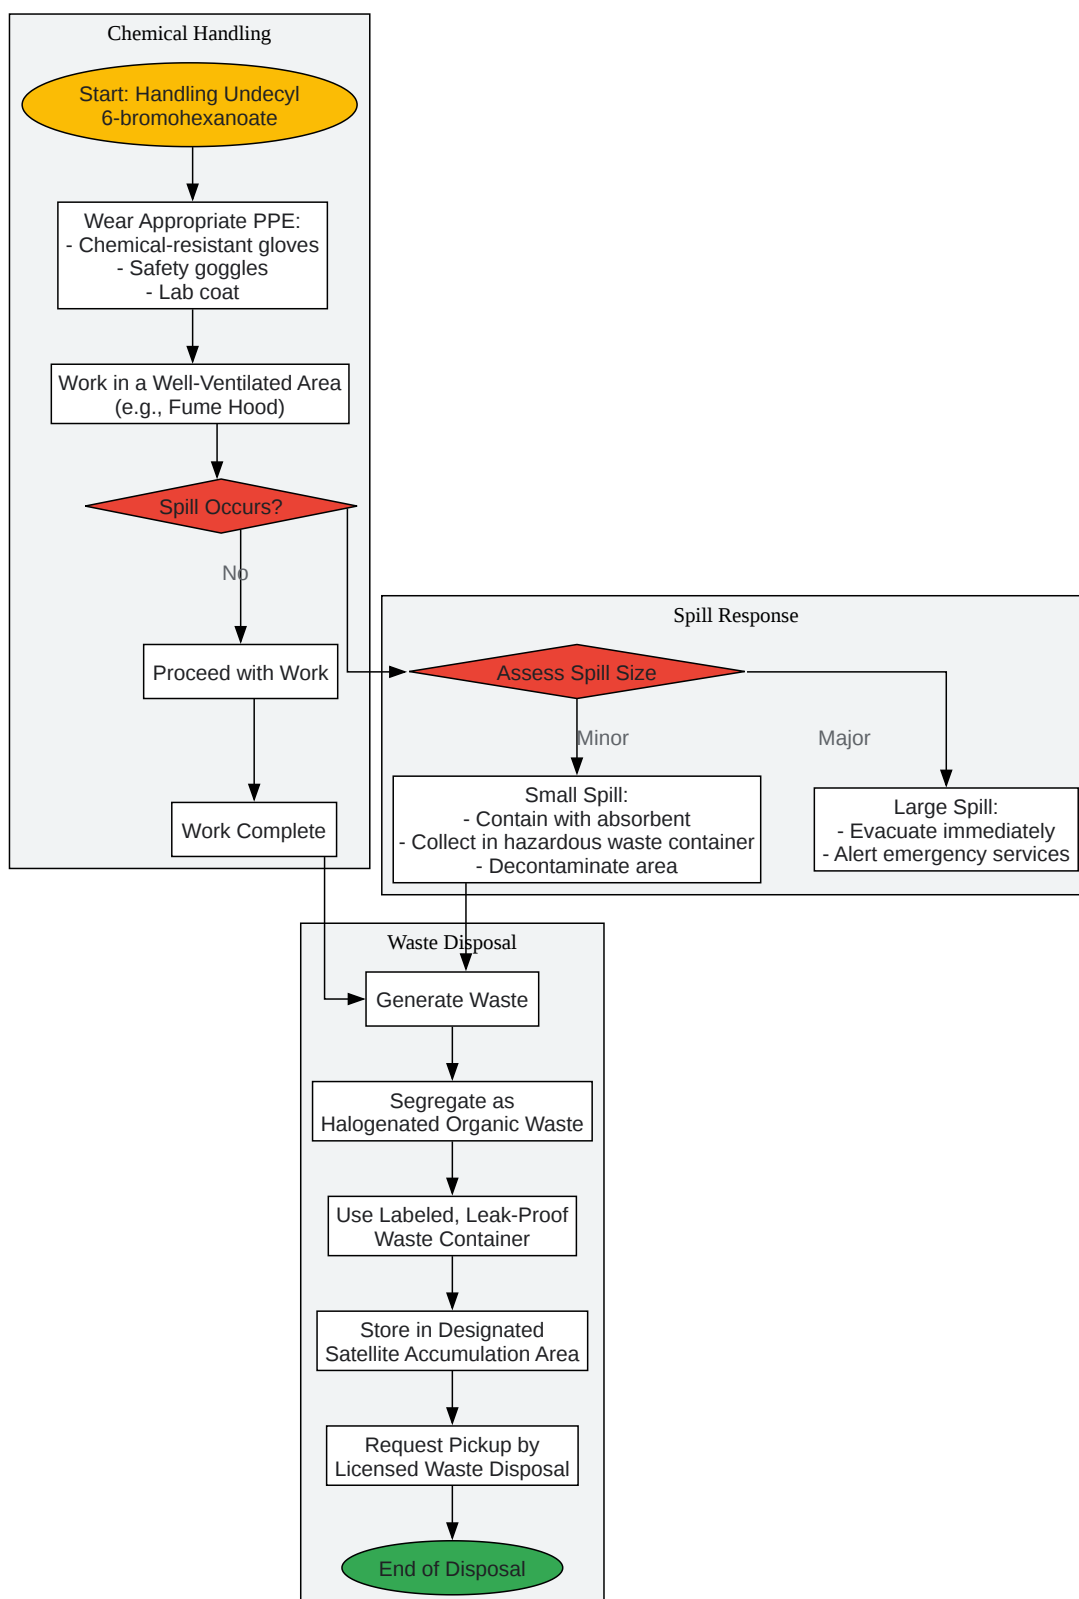 Chemical Handling
Start: Handling Undecyl
6-bromohexanoate
Wear Appropriate PPE:
- Chemical-resistant gloves
- Safety goggles
- Lab coat
Work in a Well-Ventilated Area
(e.g., Fume Hood)
Spill Occurs?
No
Proceed with Work
Work Complete
Spill Response
Assess Spill Size
Minor
Major
Small Spill:
- Contain with absorbent
- Collect in hazardous waste container
- Decontaminate area
Large Spill:
- Evacuate immediately
- Alert emergency services
Waste Disposal
Generate Waste
Segregate as
Halogenated Organic Waste
Use Labeled, Leak-Proof
Waste Container
Store in Designated
Satellite Accumulation Area
Request Pickup by
Licensed Waste Disposal
End of Disposal